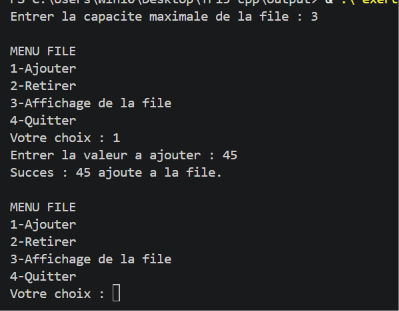 Entrer la capacite maximale de la file : 3
MENU FILE
1-Ajouter
2-Retirer
3-Affichage de la file
4-Quitter
Votre choix : 1
Entrer la valeur a ajouter : 45
Succes : 45 ajoute a la file.
MENU FILE
1-Ajouter
2-Retirer
3-Affichage de la file
4-Quitter
Votre choix :